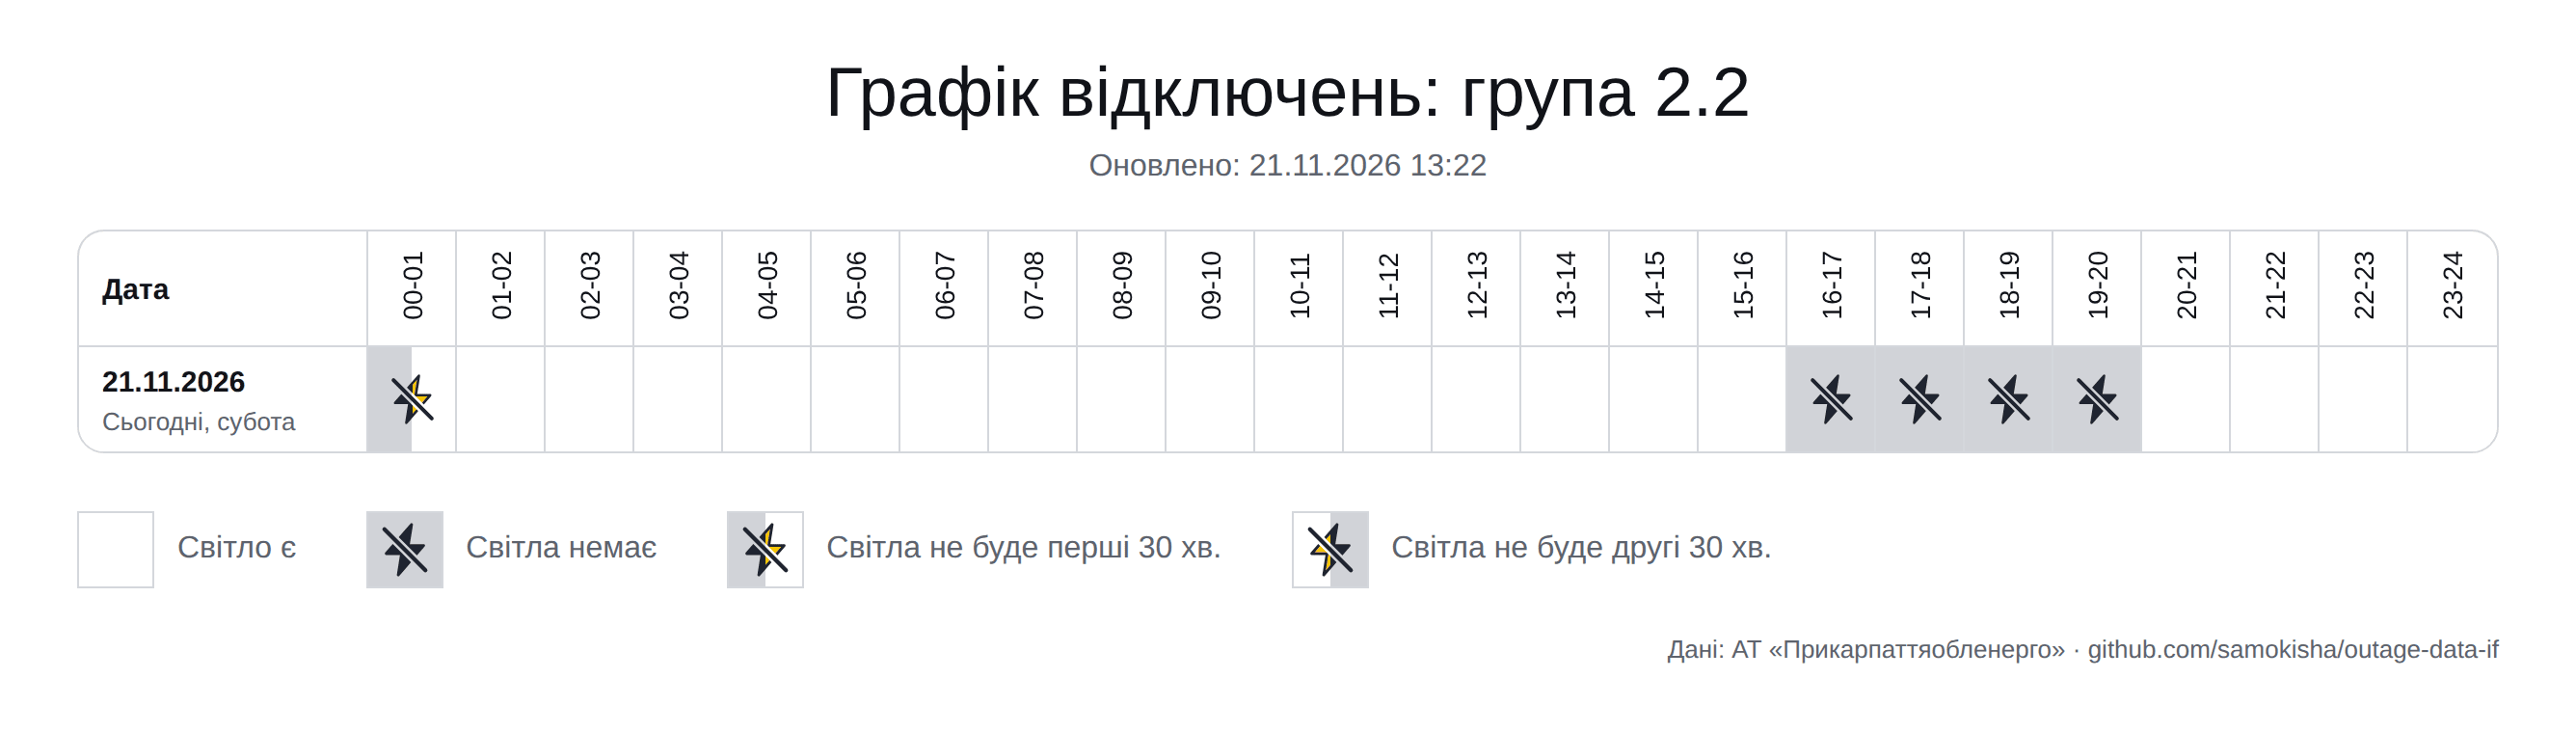 Графік відключень: група 2.2
Оновлено: 21.11.2026 13:22
Дата 00-01 01-02 02-03 03-04 04-05 05-06 06-07 07-08 08-09 09-10 10-11 11-12 12-13 13-14 14-15 15-16 16-17 17-18 18-19 19-20 20-21 21-22 22-23 23-24
21.11.2026
Сьогодні, субота
Світло є Світла немає Світла не буде перші 30 хв. Світла не буде другі 30 хв.
Дані: АТ «Прикарпаттяобленерго» · github.com/samokisha/outage-data-if